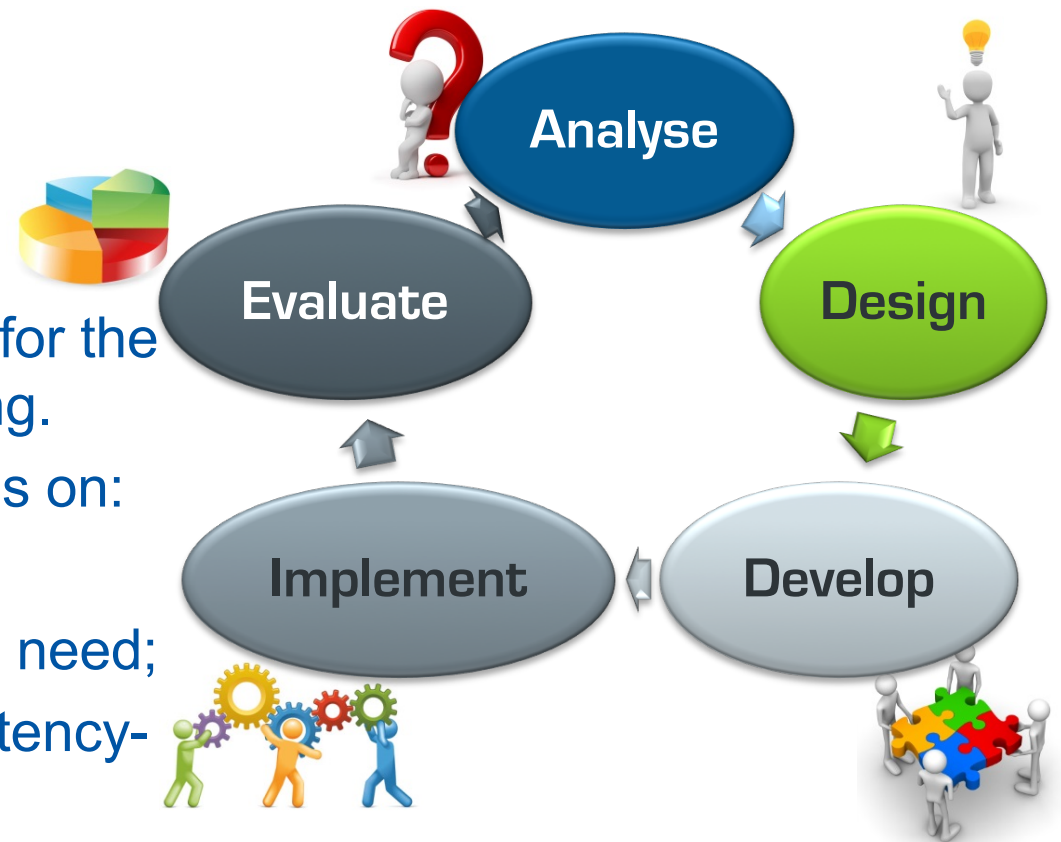 Analyse
Design
Evaluate
for the
ng.
s on:
Implement
Develop
need;
tency-